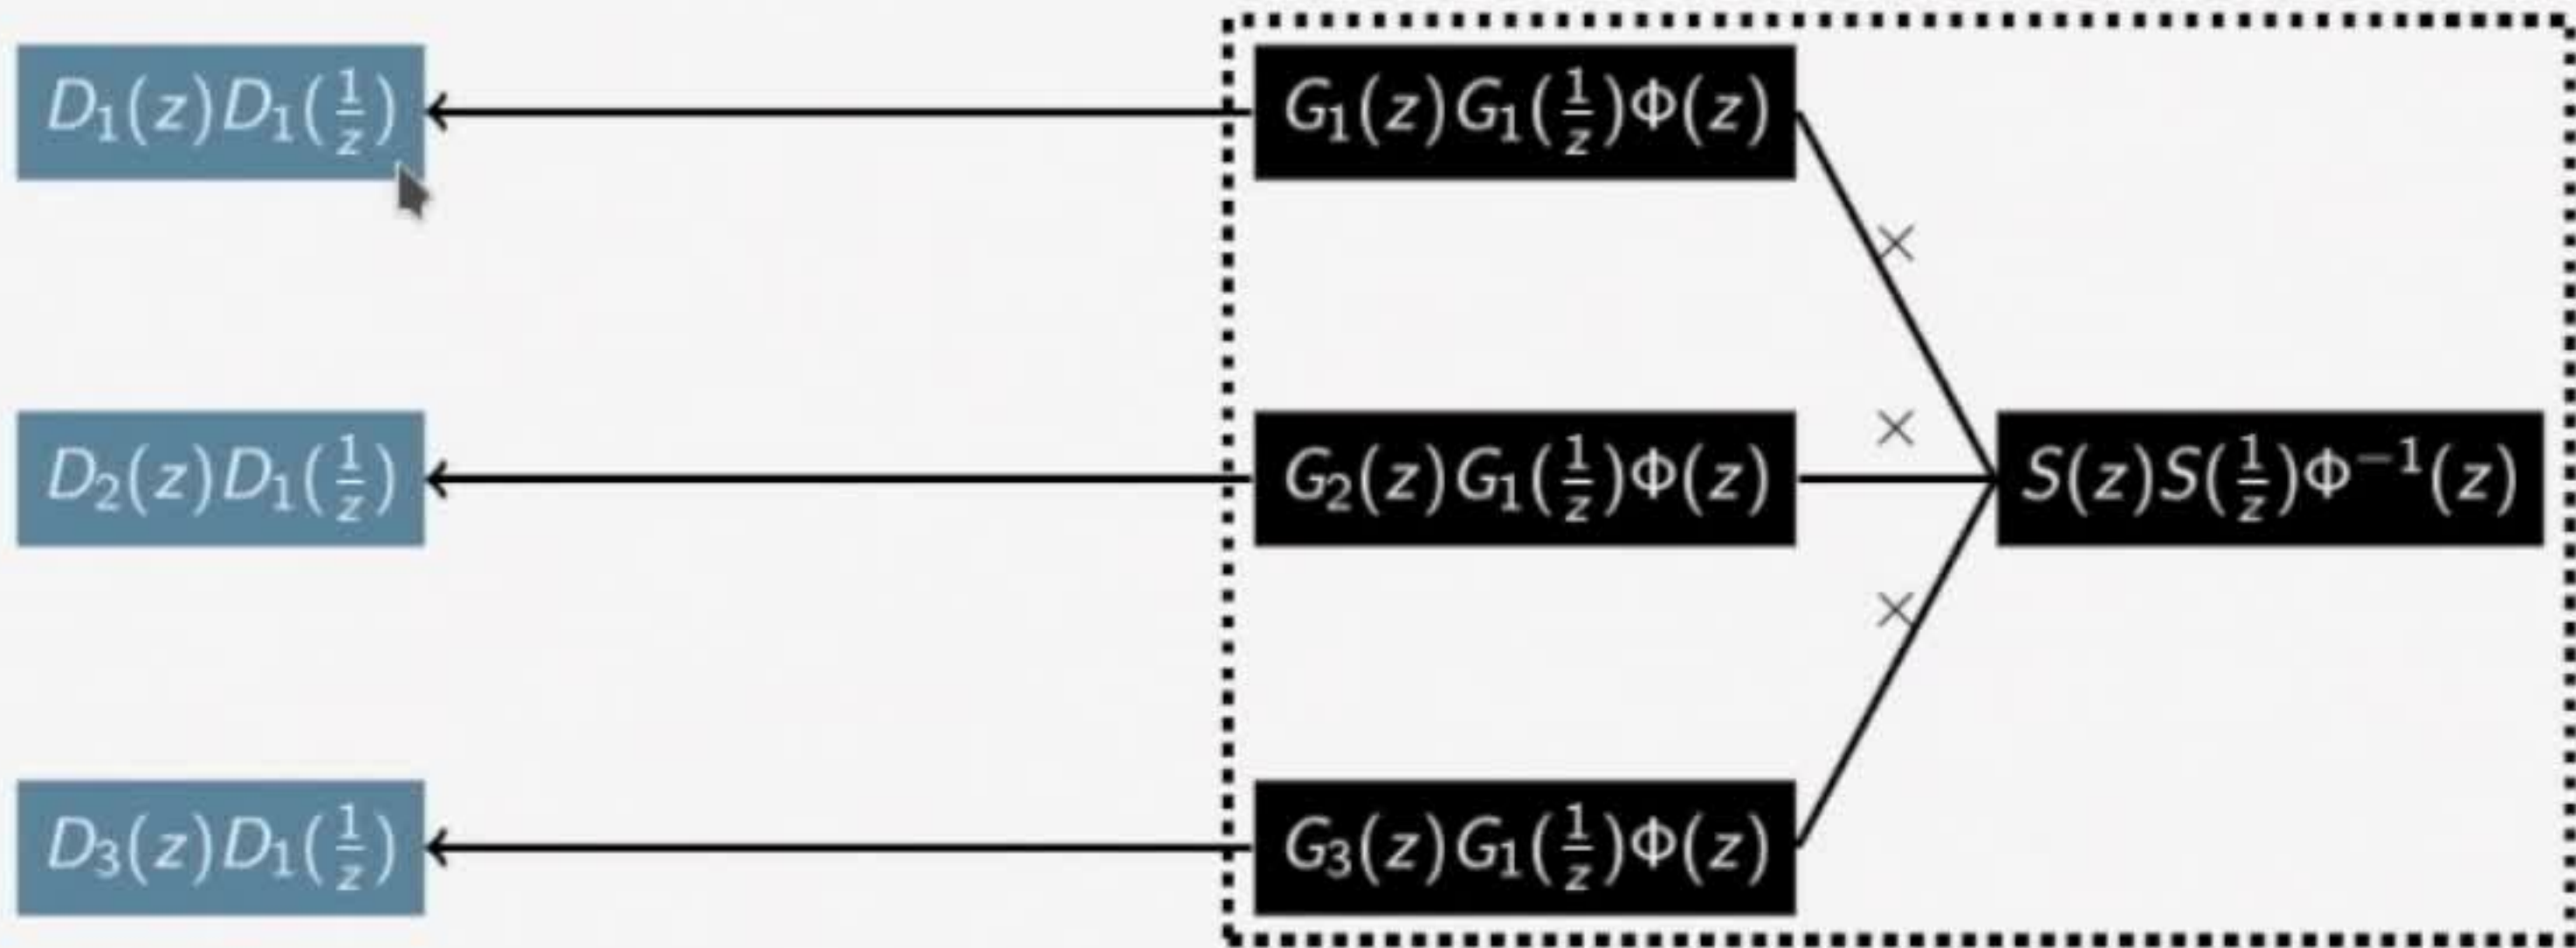 D₁(z)D₁(1/z)
G₁(z)G₁(1/z)Φ(z)
×
D₂(z)D₁(1/z)
G₂(z)G₁(1/z)Φ(z)
×
S(z)S(1/z)Φ⁻¹(z)
×
D₃(z)D₁(1/z)
G₃(z)G₁(1/z)Φ(z)